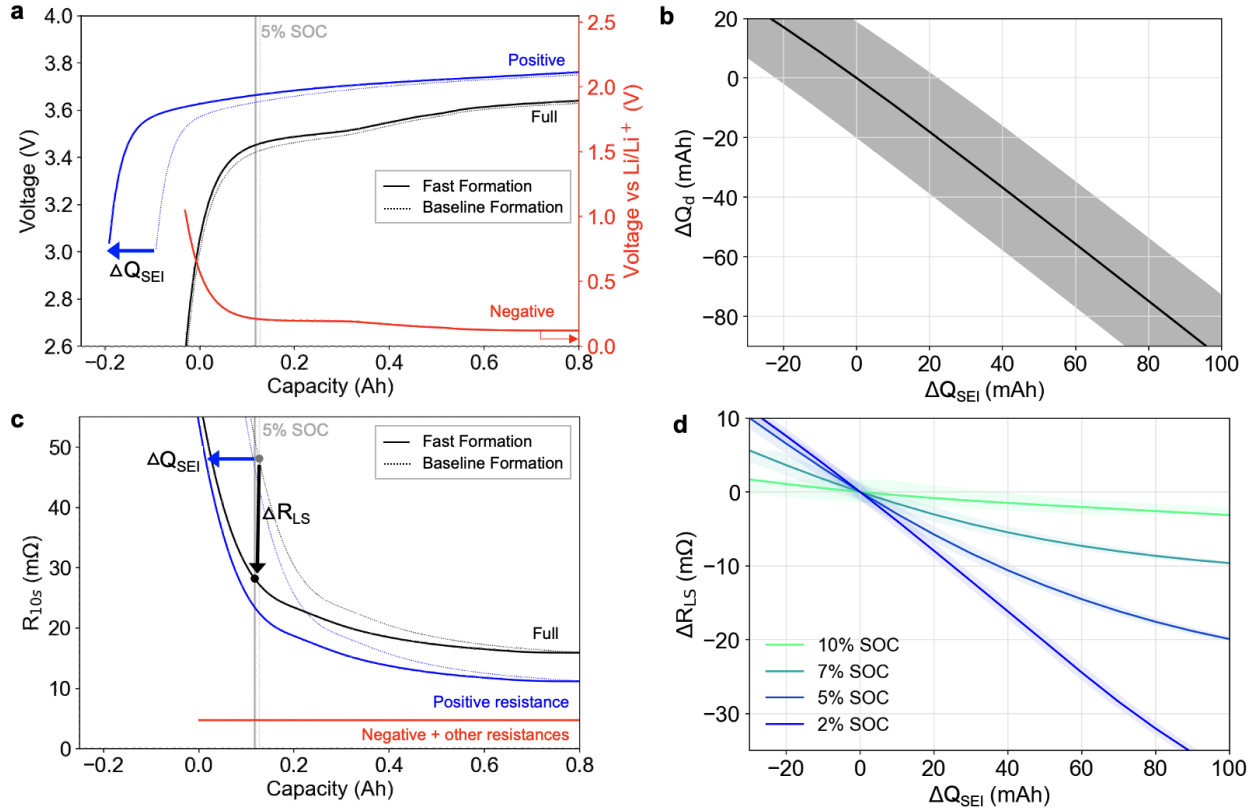 a
4.0
3.8
3.6
3.4
3.2
3.0
2.8
2.6
Voltage (V)
5% SOC
Positive
Full
Fast Formation
Baseline Formation
ΔQSEI
Negative
2.5
2.0
1.5
1.0
0.5
0.0
Voltage vs Li/Li+ (V)
−0.2 0.0 0.2 0.4 0.6 0.8
Capacity (Ah)
b
20
0
−20
−40
−60
−80
ΔQd (mAh)
−20 0 20 40 60 80 100
ΔQSEI (mAh)
c
50
40
30
20
10
0
R10s (mΩ)
5% SOC
Fast Formation
Baseline Formation
ΔQSEI
ΔRLS
Full
Positive resistance
Negative + other resistances
−0.2 0.0 0.2 0.4 0.6 0.8
Capacity (Ah)
d
10
0
−10
−20
−30
ΔRLS (mΩ)
10% SOC
7% SOC
5% SOC
2% SOC
−20 0 20 40 60 80 100
ΔQSEI (mAh)